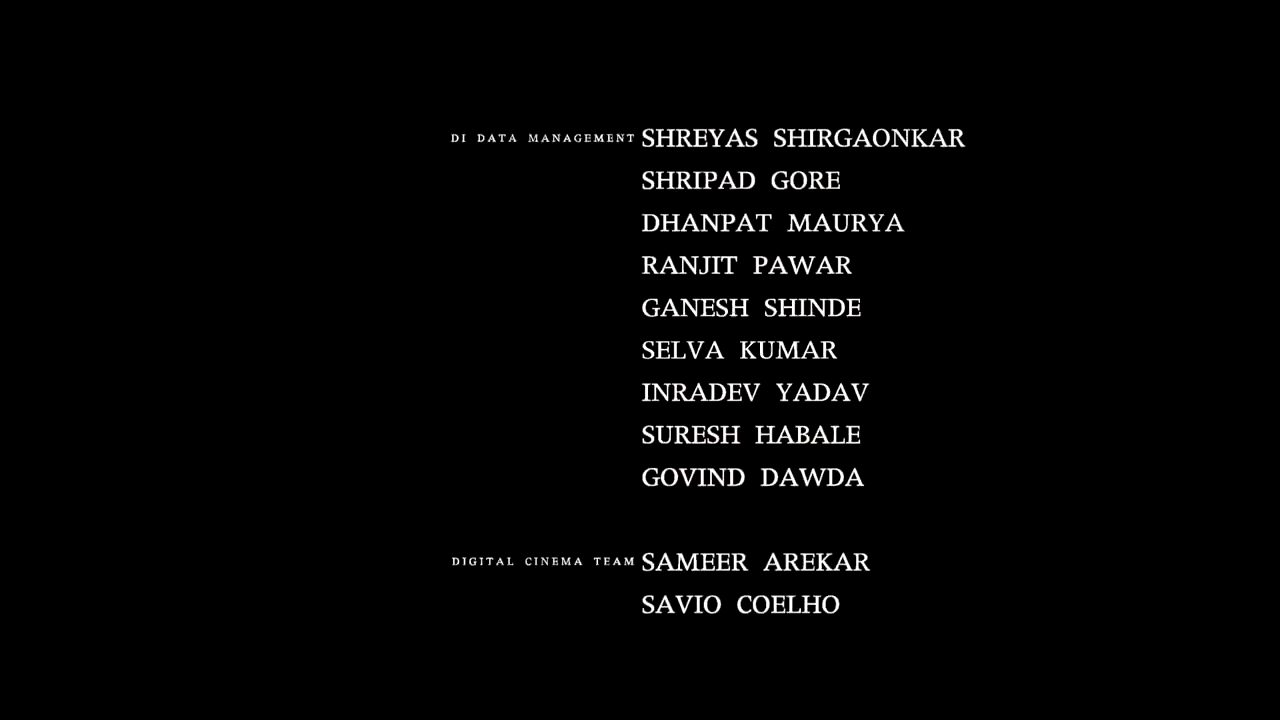 DI DATA MANAGEMENT SHREYAS SHIRGAONKAR
SHRIPAD GORE
DHANPAT MAURYA
RANJIT PAWAR
GANESH SHINDE
SELVA KUMAR
INRADEV YADAV
SURESH HABALE
GOVIND DAWDA
DIGITAL CINEMA TEAM SAMEER AREKAR
SAVIO COELHO